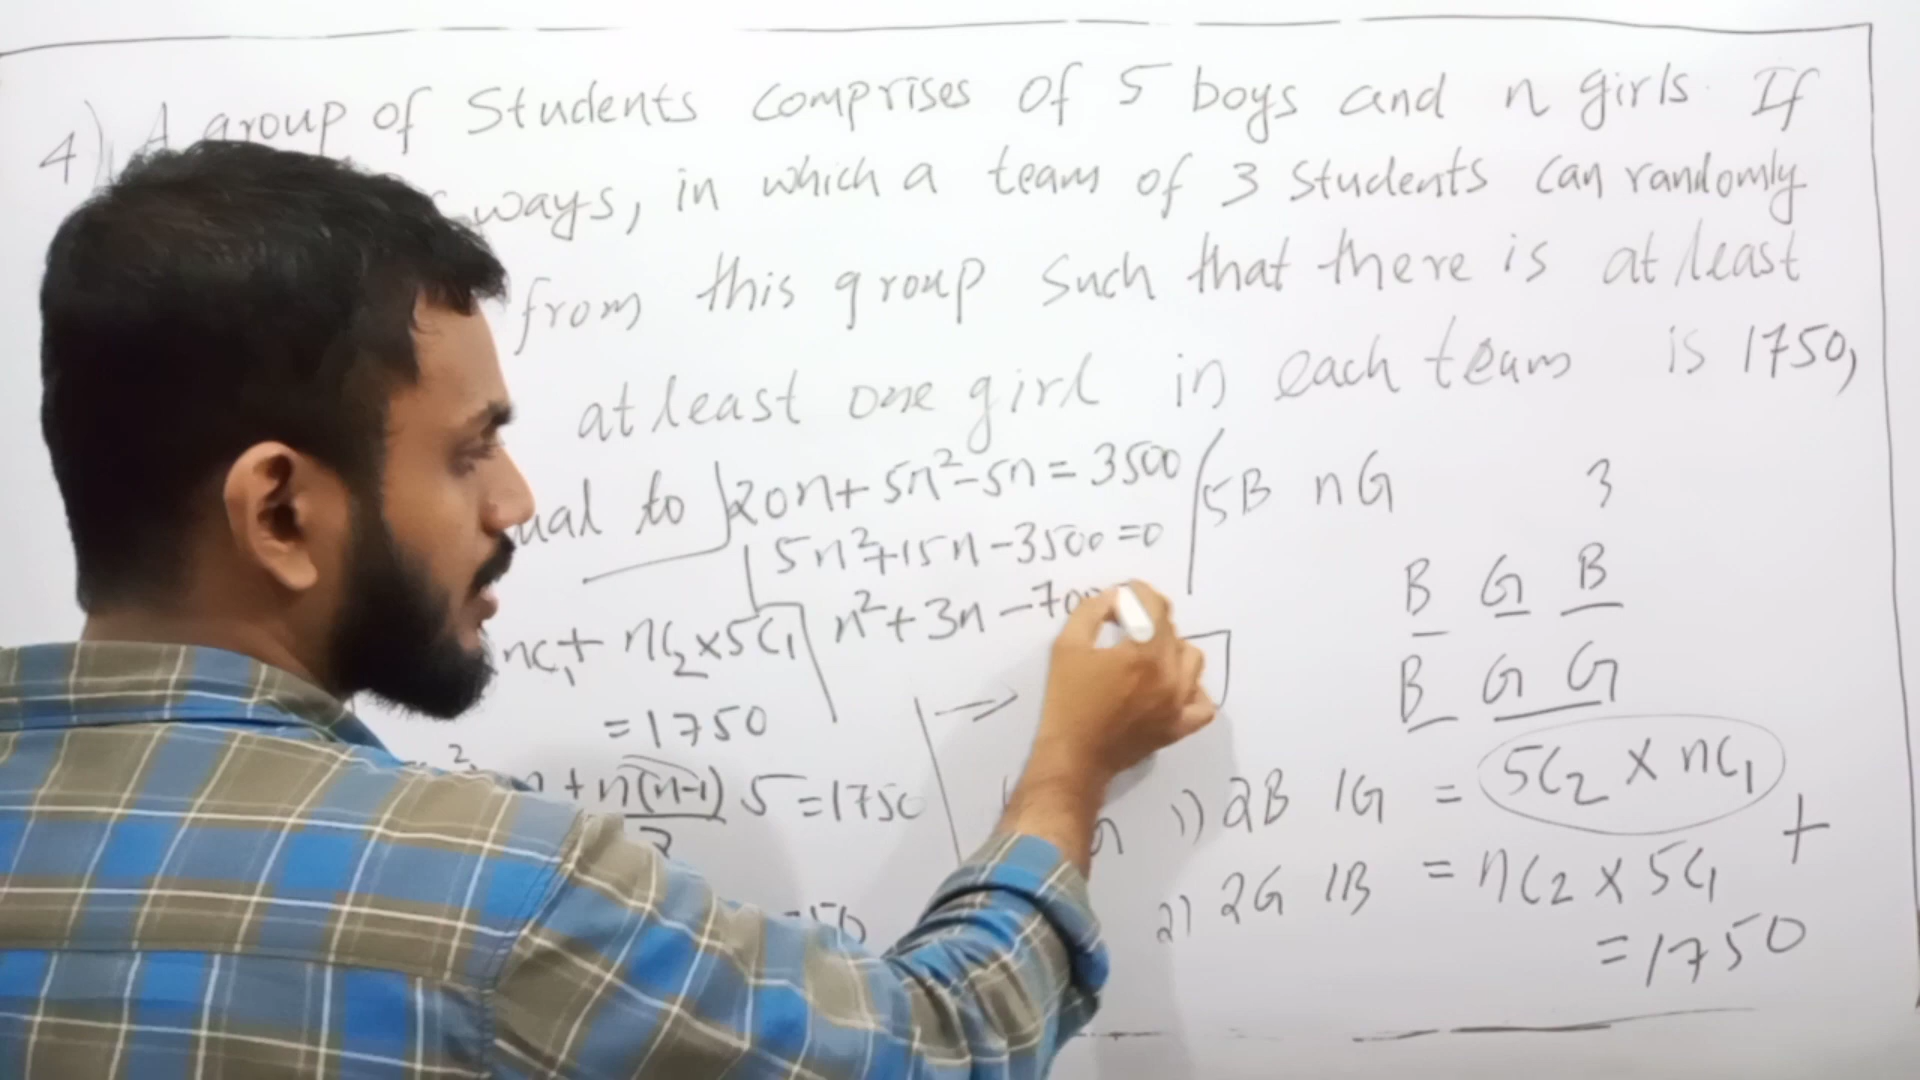 4) A group of Students comprises of 5 boys and n girls. If
ways, in which a team of 3 students can randomly
from this group such that there is at least
at least one girl in each team is 1750,
ual to
20n + 5n² - 5n = 3500
5n² + 15n - 3500 = 0
n² + 3n - 700
nC₁ + nC₂ × 5C₁
= 1750
+ n(n-1)/2 5 = 1750
50
5B nG 3
B G B
B G G
1) 2B 1G = 5C₂ × nC₁
+
2) 2G 1B = nC₂ × 5C₁
= 1750